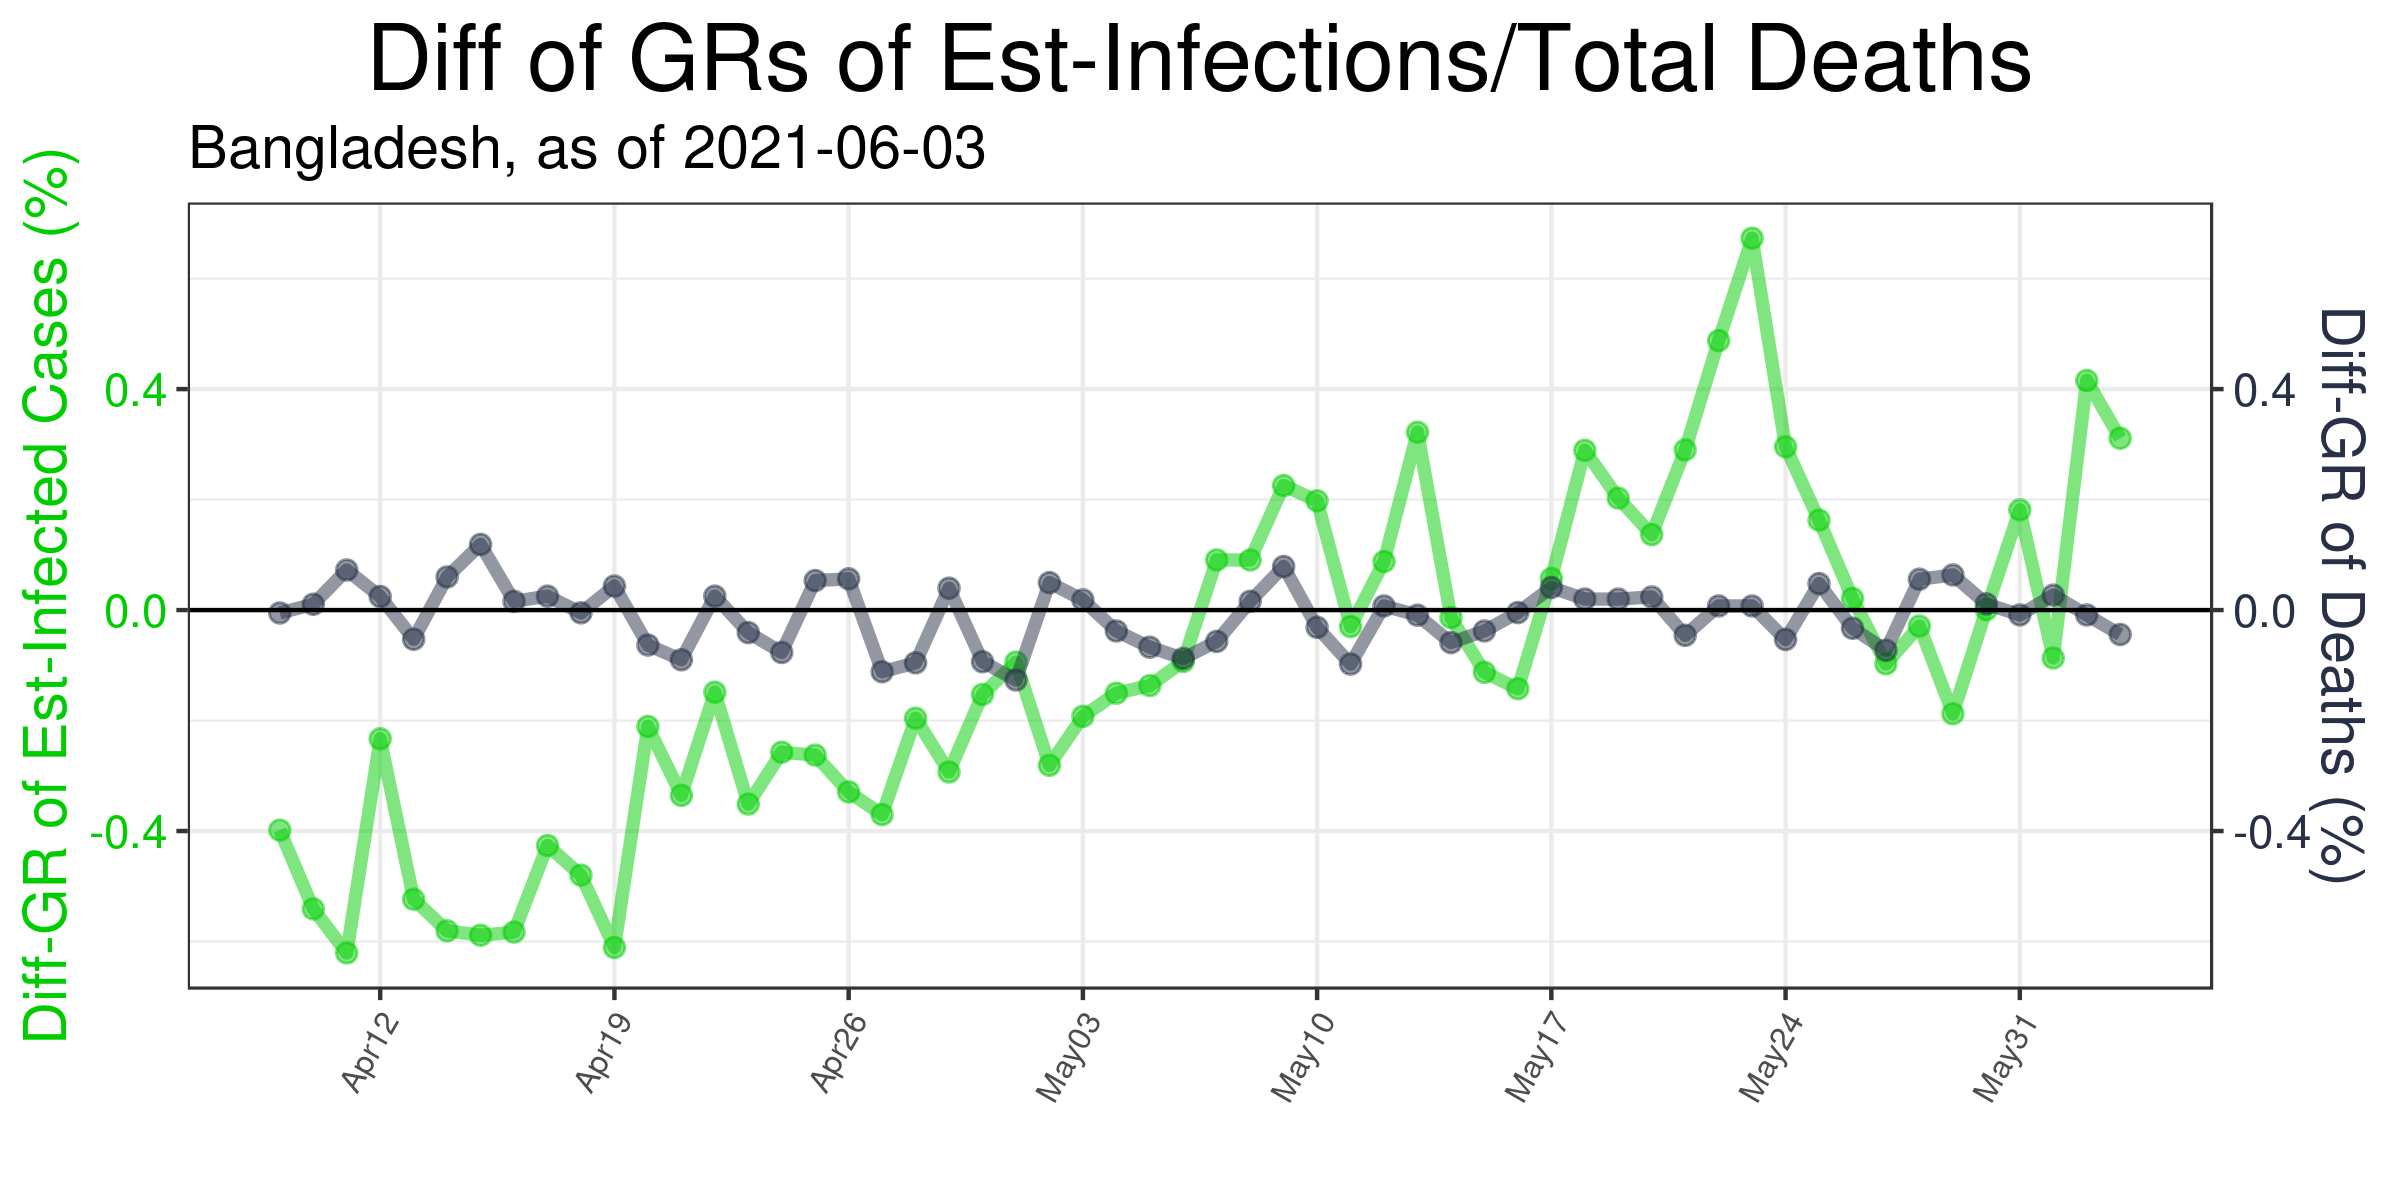 Diff of GRs of Est-Infections/Total Deaths
Bangladesh, as of 2021-06-03
Diff-GR of Est-Infected Cases (%)
0.4
0.0
-0.4
0.4
0.0
-0.4
Diff-GR of Deaths (%)
Apr12
Apr19
Apr26
May03
May10
May17
May24
May31